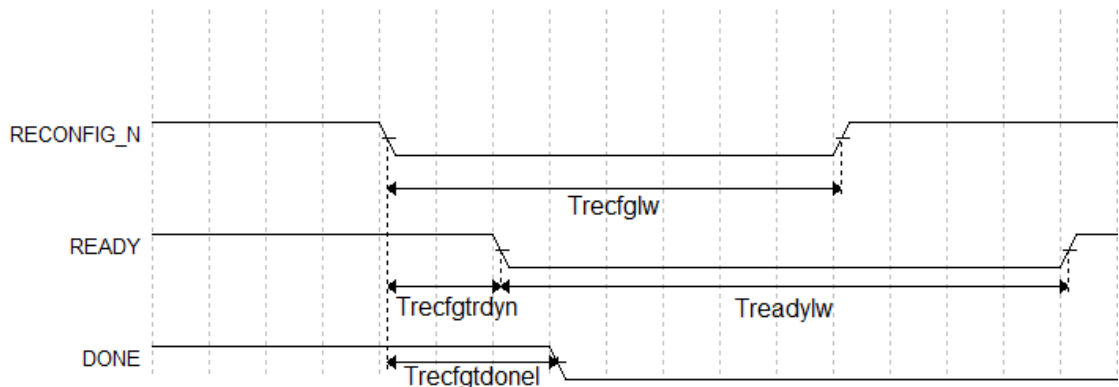 RECONFIG_N
Trecfglw
READY
Trecfgtrdyn
Treadylw
DONE
Trecfgtdonel